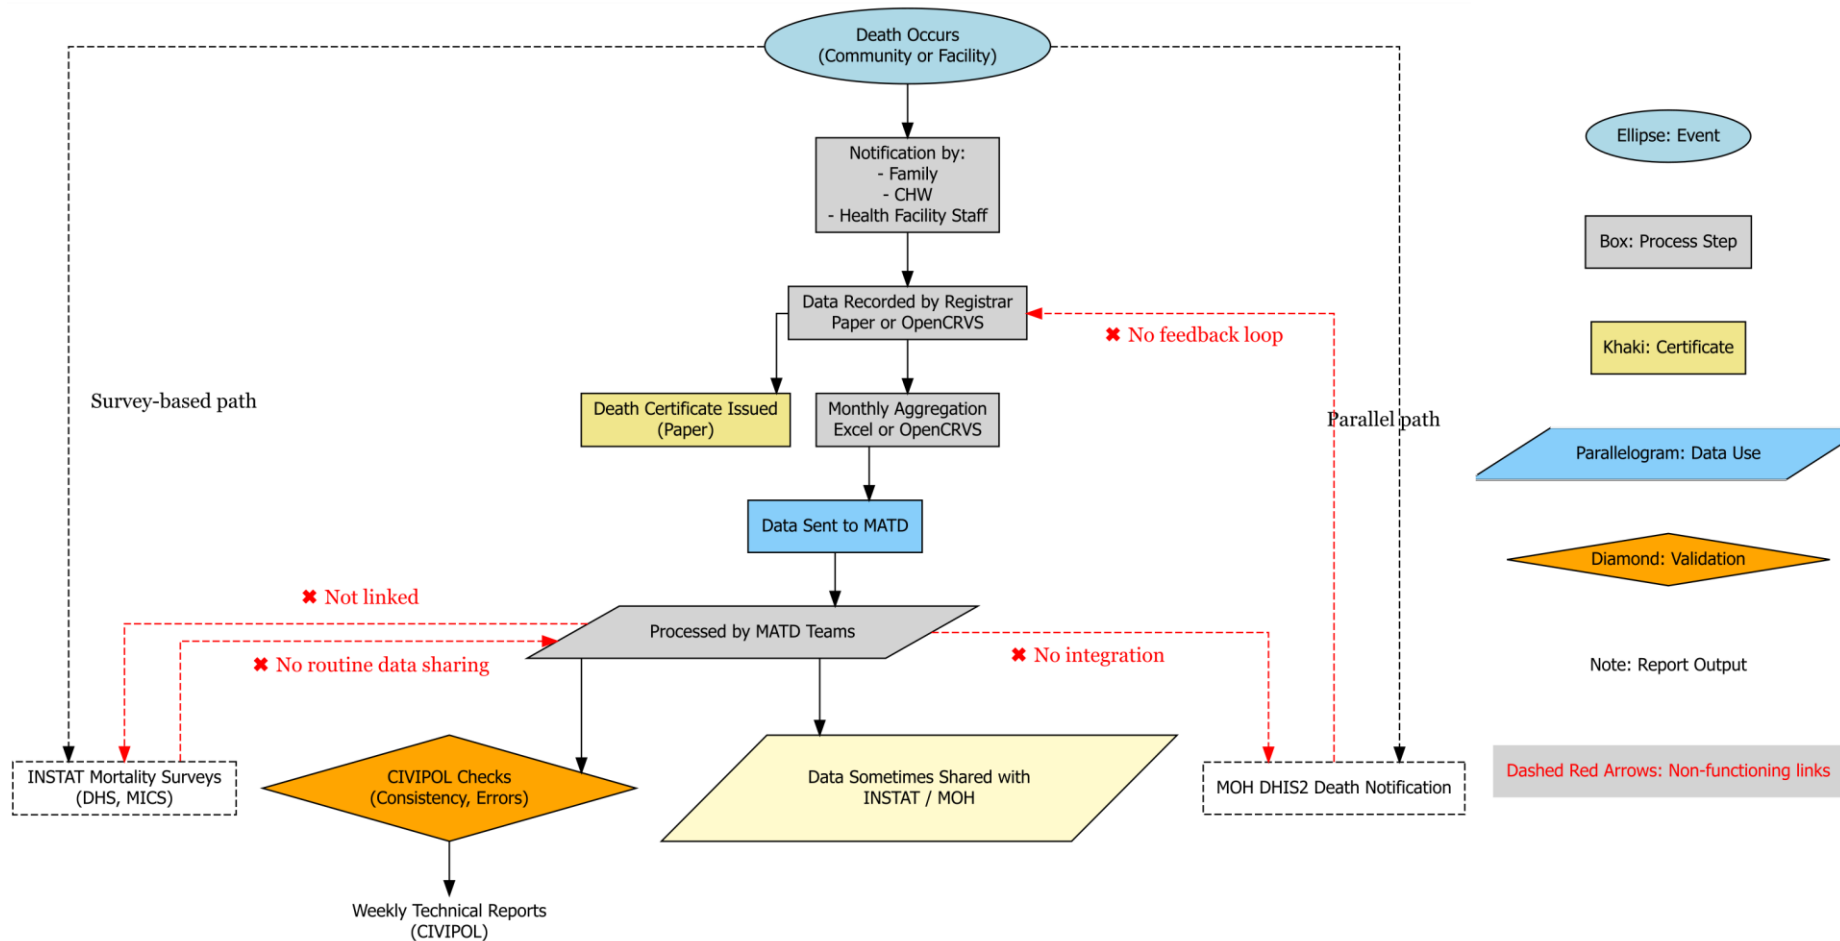 Death Occurs
(Community or Facility)
Notification by:
- Family
- CHW
- Health Facility Staff
Data Recorded by Registrar
Paper or OpenCRVS
✖ No feedback loop
Death Certificate Issued
(Paper)
Monthly Aggregation
Excel or OpenCRVS
Survey-based path
Parallel path
Data Sent to MATD
✖ Not linked
Processed by MATD Teams
✖ No routine data sharing
✖ No integration
INSTAT Mortality Surveys
(DHS, MICS)
CIVIPOL Checks
(Consistency, Errors)
Data Sometimes Shared with
INSTAT / MOH
MOH DHIS2 Death Notification
Weekly Technical Reports
(CIVIPOL)
Ellipse: Event
Box: Process Step
Khaki: Certificate
Parallelogram: Data Use
Diamond: Validation
Note: Report Output
Dashed Red Arrows: Non-functioning links